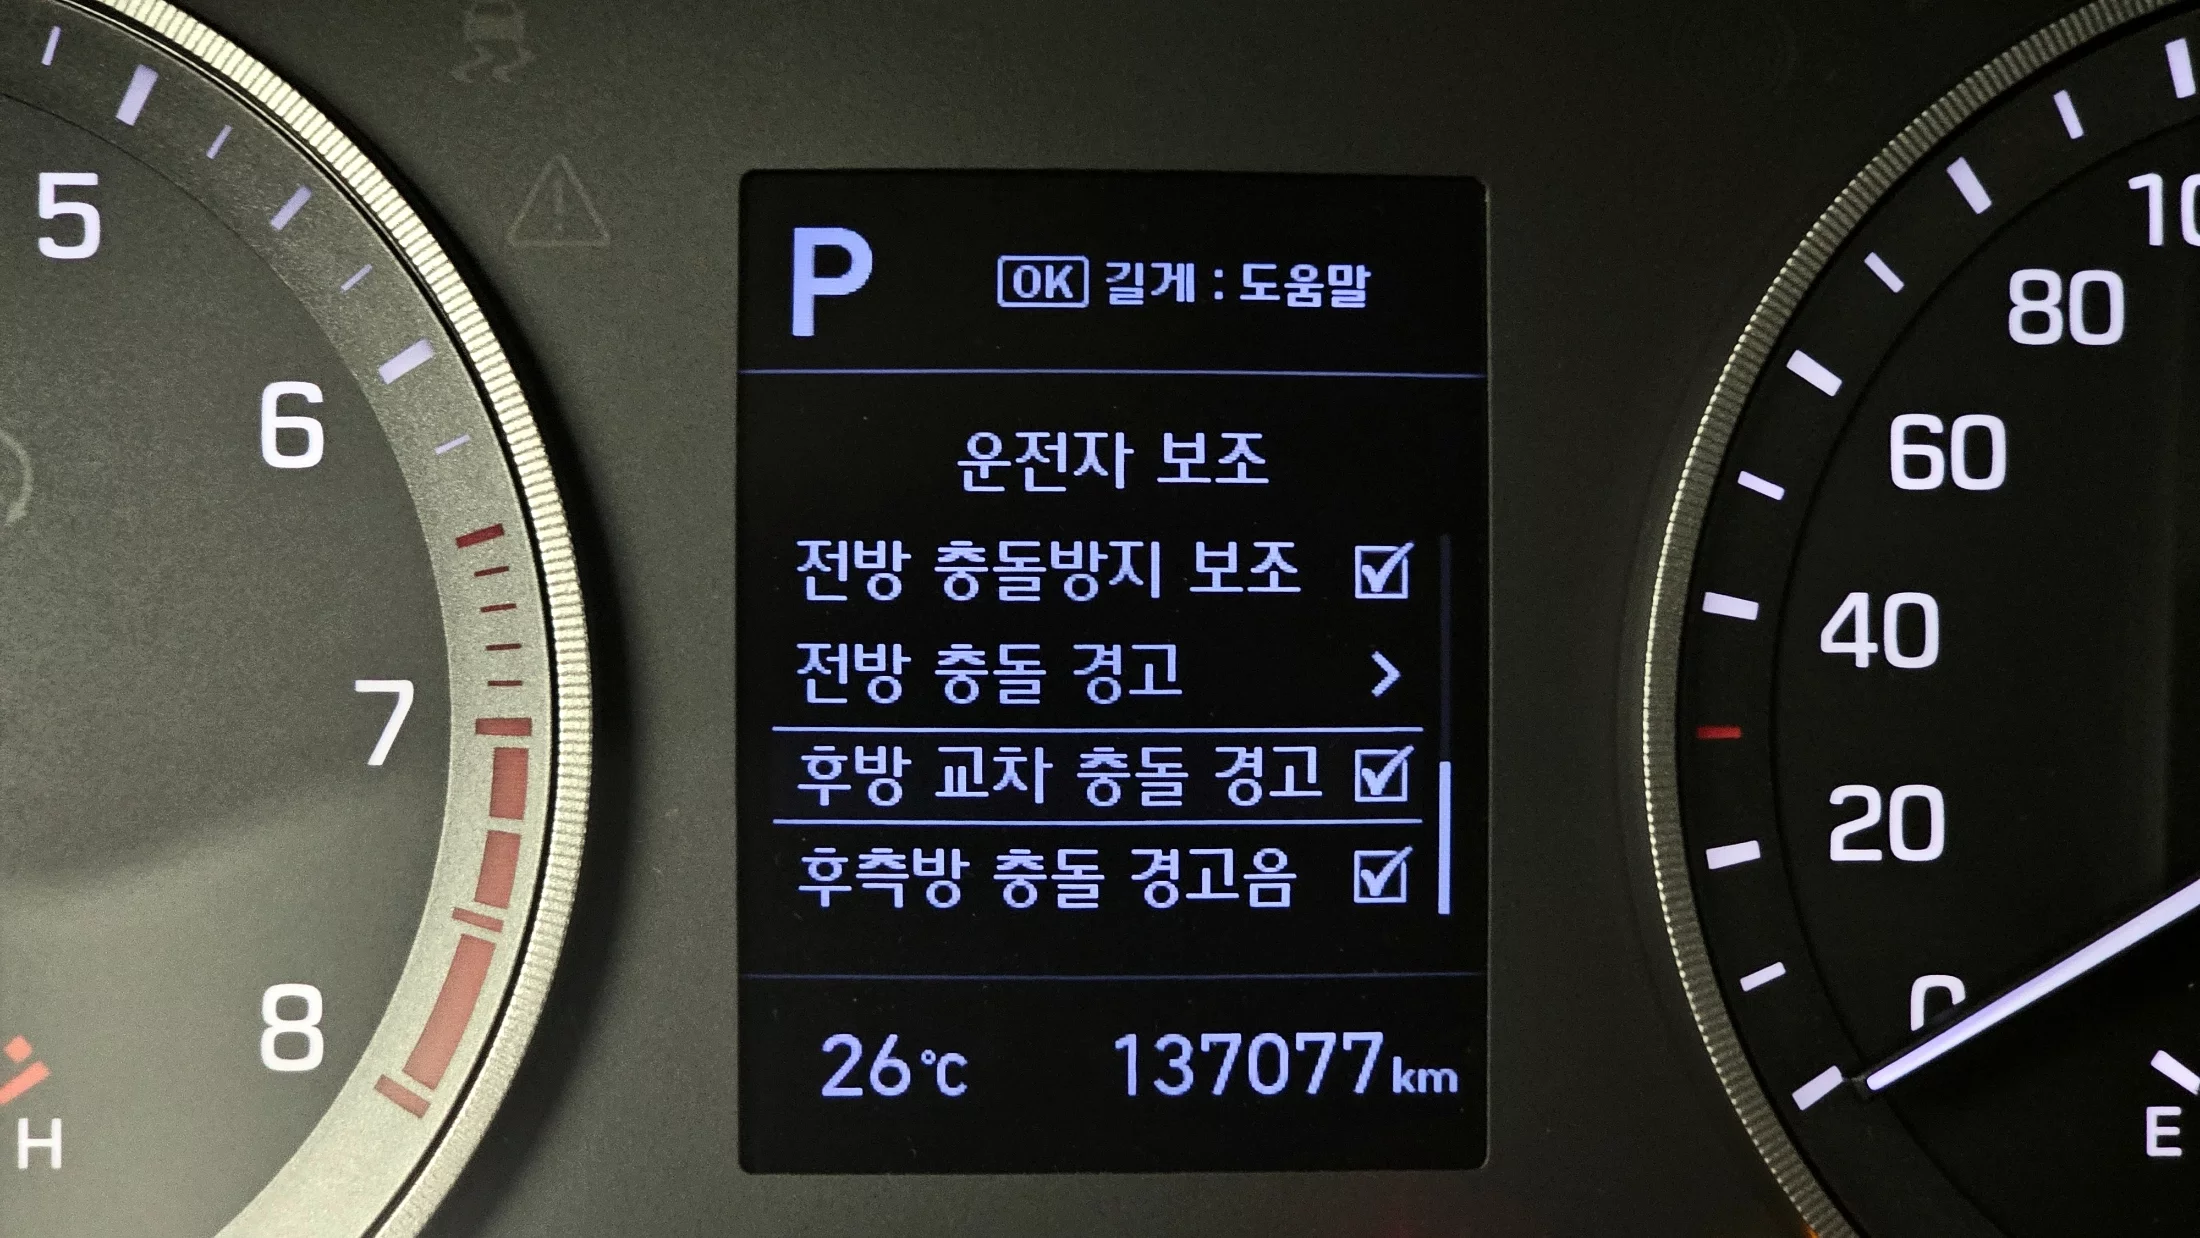 P OK 길게 : 도움말
운전자 보조
전방 충돌방지 보조
전방 충돌 경고 >
후방 교차 충돌 경고
후측방 충돌 경고음
26℃ 137077km
5
6
7
8
H
10
80
60
40
20
0
E